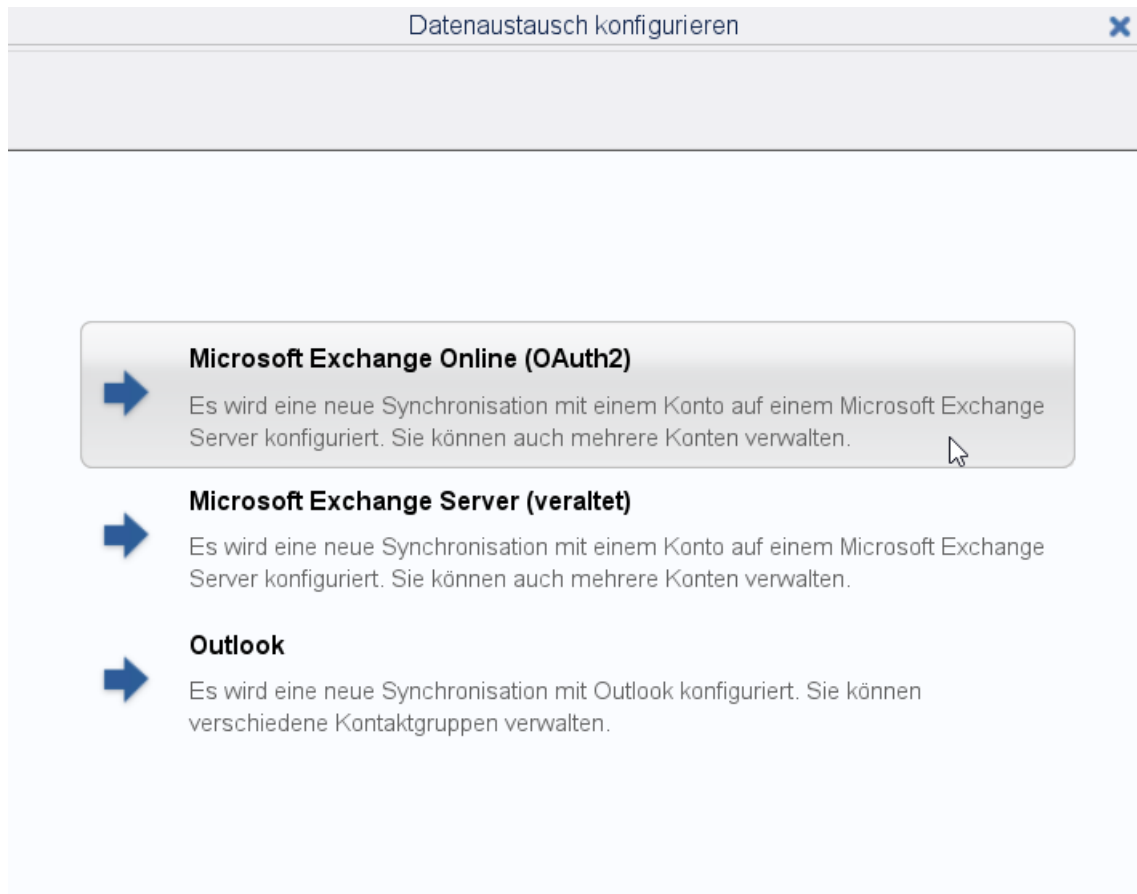 Datenaustausch konfigurieren
Microsoft Exchange Online (OAuth2)
Es wird eine neue Synchronisation mit einem Konto auf einem Microsoft Exchange
Server konfiguriert. Sie können auch mehrere Konten verwalten.
Microsoft Exchange Server (veraltet)
Es wird eine neue Synchronisation mit einem Konto auf einem Microsoft Exchange
Server konfiguriert. Sie können auch mehrere Konten verwalten.
Outlook
Es wird eine neue Synchronisation mit Outlook konfiguriert. Sie können
verschiedene Kontaktgruppen verwalten.